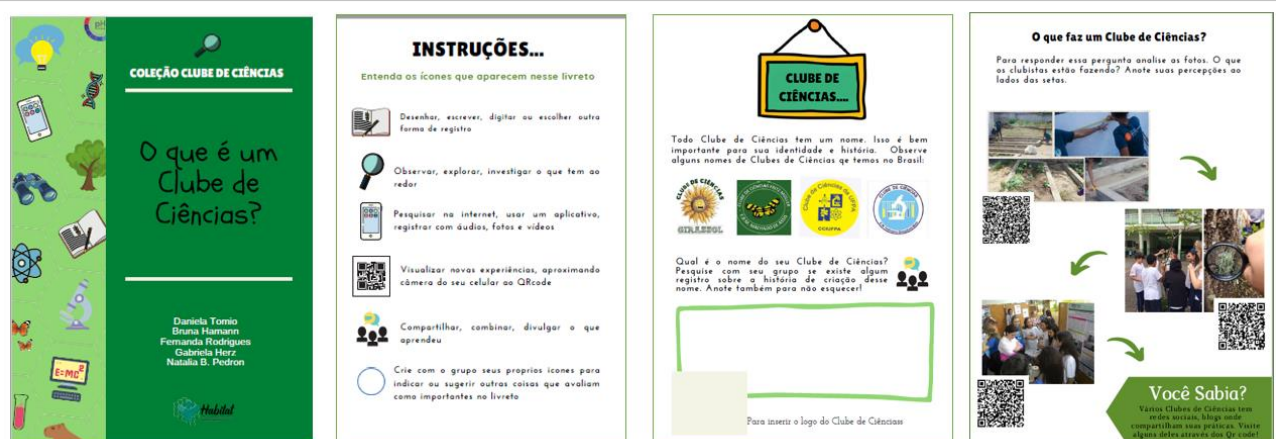 COLEÇÃO CLUBE DE CIÊNCIAS
O que é um
Clube de
Ciências?
E=MC²
Daniela Tomio
Bruna Hamann
Fernanda Rodrigues
Gabriela Herz
Natalia B. Pedron
Habitat
INSTRUÇÕES...
Entenda os ícones que aparecem nesse livreto
Desenhar, escrever, digitar ou escolher outra
forma de registro
Observar, explorar, investigar o que tem ao
redor
Pesquisar na internet, usar um aplicativo,
registrar com áudios, fotos e vídeos
Visualizar novas experiências, aproximando
câmera do seu celular ao QRcode
Compartilhar, combinar, divulgar o que
aprendeu
Crie com o grupo seus proprios icones para
indicar ou sugerir outras coisas que avaliam
como importantes no livreto
CLUBE DE
CIÊNCIAS....
Todo Clube de Ciências tem um nome. Isso é bem
importante para sua identidade e história. Observe
alguns nomes de Clubes de Ciências qe temos no Brasil:
CLUBE DE CIÊNCIAS
GIRASSOL
Clube de Ciências da UFPA
CCIUFPA
CLUBE DE CIÊNCIAS
Qual é o nome do seu Clube de Ciências?
Pesquise com seu grupo se existe algum
registro sobre a história de criação desse
nome. Anote também para não esquecer!
Para inserir o logo do Clube de Ciências
O que faz um Clube de Ciências?
Para responder essa pergunta analise as fotos. O que
os clubistas estão fazendo? Anote suas percepções ao
lados das setas.
Você Sabia?
Vários Clubes de Ciências tem
redes sociais, blogs onde
compartilham suas práticas. Visite
alguns deles através dos Qr code!